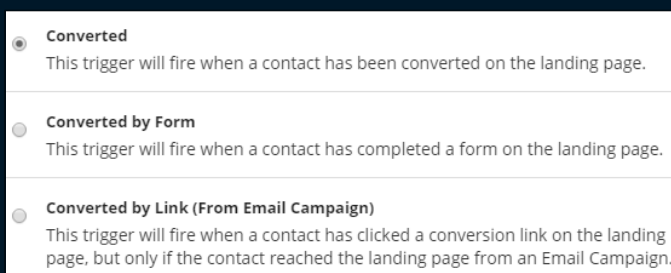 Converted
This trigger will fire when a contact has been converted on the landing page.
Converted by Form
This trigger will fire when a contact has completed a form on the landing page.
Converted by Link (From Email Campaign)
This trigger will fire when a contact has clicked a conversion link on the landing
page, but only if the contact reached the landing page from an Email Campaign.